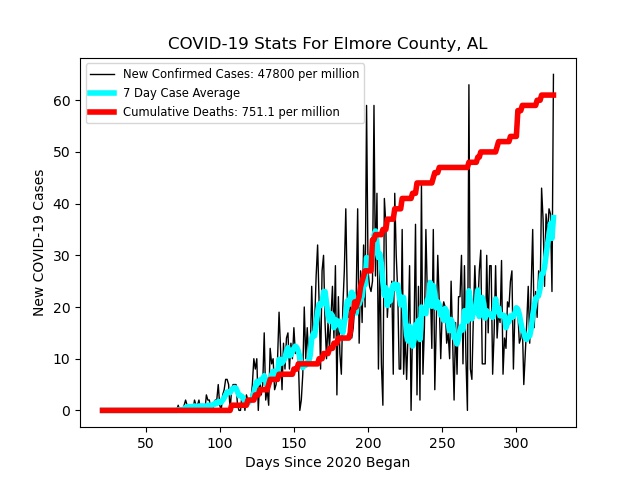 COVID-19 Stats For Elmore County, AL
New Confirmed Cases: 47800 per million
7 Day Case Average
Cumulative Deaths: 751.1 per million
60
50
40
30
20
10
0
New COVID-19 Cases
50
100
150
200
250
300
Days Since 2020 Began